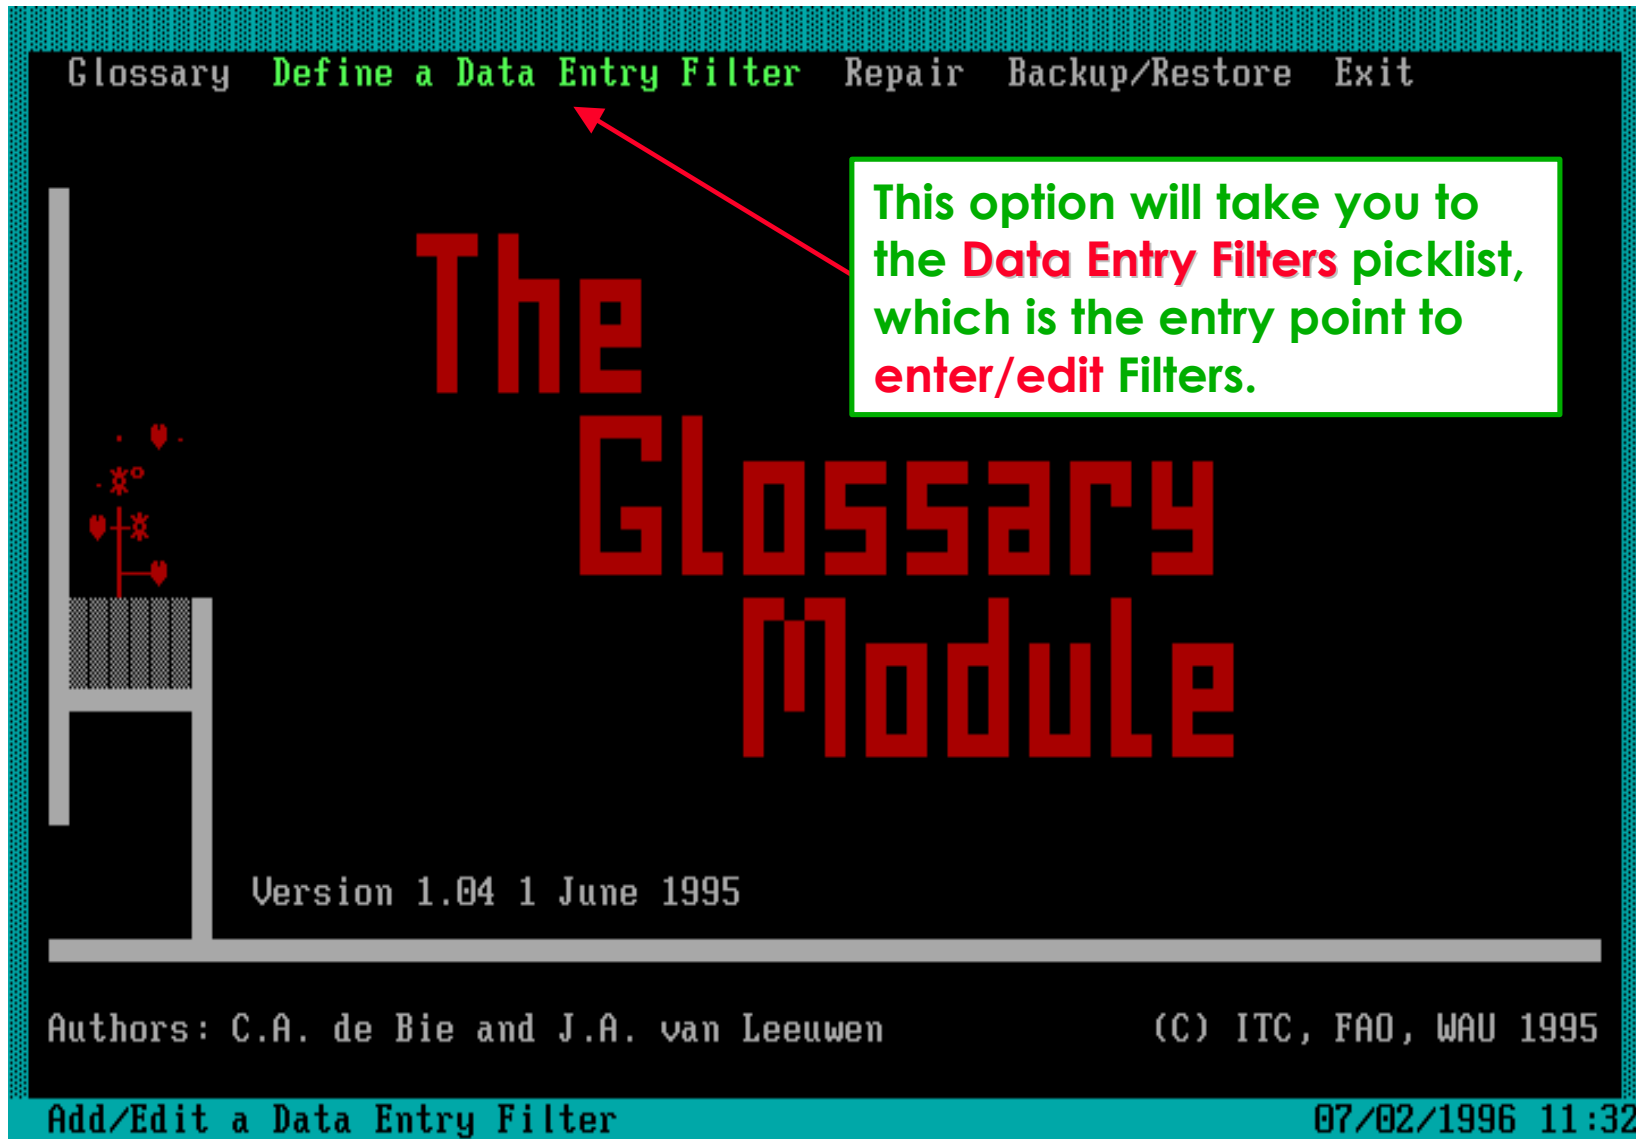 Glossary Define a Data Entry Filter Repair Backup/Restore Exit
This option will take you to
the Data Entry Filters picklist,
which is the entry point to
enter/edit Filters.
The
Glossary
Module
Version 1.04 1 June 1995
Authors: C.A. de Bie and J.A. van Leeuwen (C) ITC, FAO, WAU 1995
Add/Edit a Data Entry Filter 07/02/1996 11:32